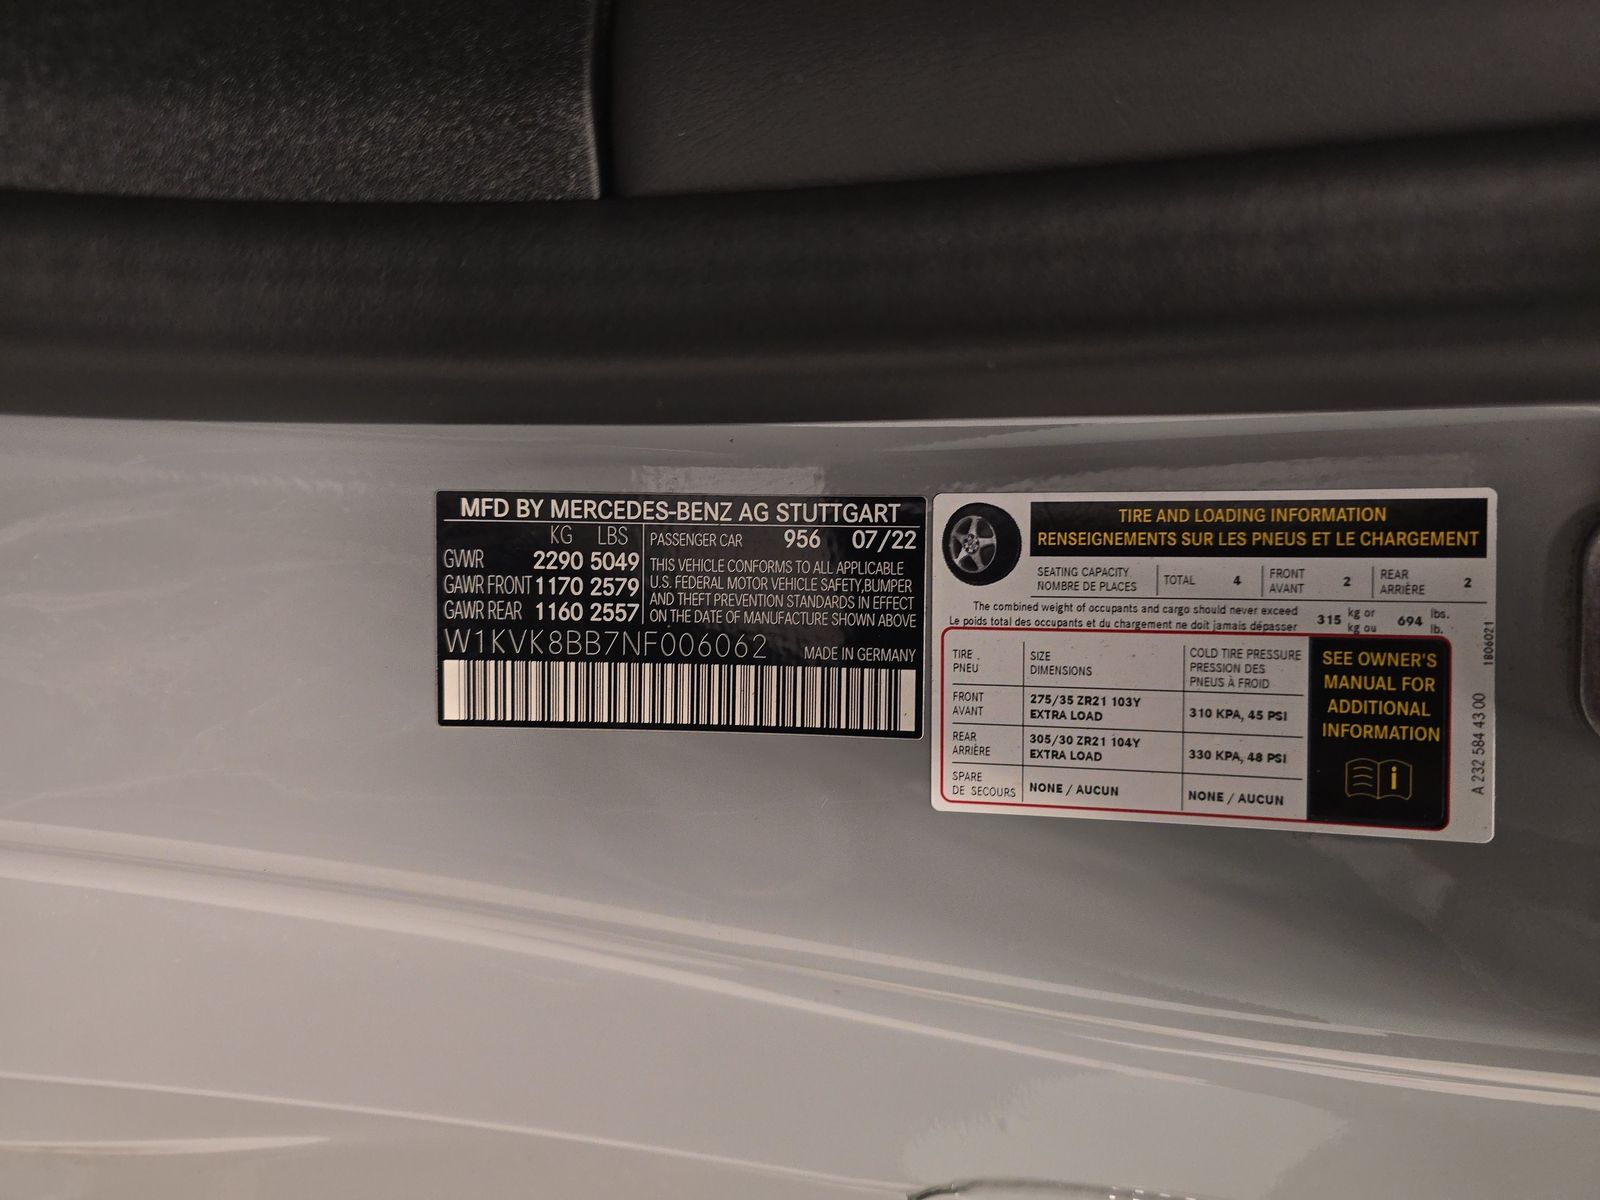 MFD BY MERCEDES-BENZ AG STUTTGART
KG LBS
GVWR 2290 5049
GAWR FRONT 1170 2579
GAWR REAR 1160 2557
PASSENGER CAR 956 07/22
THIS VEHICLE CONFORMS TO ALL APPLICABLE
U.S. FEDERAL MOTOR VEHICLE SAFETY,BUMPER
AND THEFT PREVENTION STANDARDS IN EFFECT
ON THE DATE OF MANUFACTURE SHOWN ABOVE
W1KVK8BB7NF006062
MADE IN GERMANY
TIRE AND LOADING INFORMATION
RENSEIGNEMENTS SUR LES PNEUS ET LE CHARGEMENT
SEATING CAPACITY
NOMBRE DE PLACES
TOTAL 4
FRONT
AVANT
2
REAR
ARRIÈRE
2
The combined weight of occupants and cargo should never exceed
Le poids total des occupants et du chargement ne doit jamais dépasser
315
kg or
kg ou
694
lbs.
lb.
TIRE
PNEU
SIZE
DIMENSIONS
COLD TIRE PRESSURE
PRESSION DES
PNEUS À FROID
FRONT
AVANT
275/35 ZR21 103Y
EXTRA LOAD
310 KPA, 45 PSI
REAR
ARRIÈRE
305/30 ZR21 104Y
EXTRA LOAD
330 KPA, 48 PSI
SPARE
DE SECOURS
NONE / AUCUN
NONE / AUCUN
SEE OWNER'S
MANUAL FOR
ADDITIONAL
INFORMATION
i
1806021
A 232 584 43 00